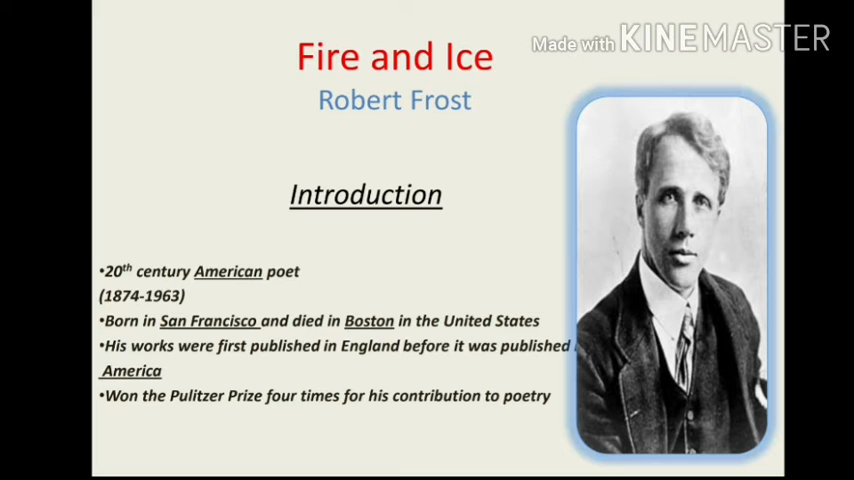 Made with KINEMASTER
Fire and Ice
Robert Frost
Introduction
•20th century American poet
(1874-1963)
•Born in San Francisco and died in Boston in the United States
•His works were first published in England before it was published
America
•Won the Pulitzer Prize four times for his contribution to poetry